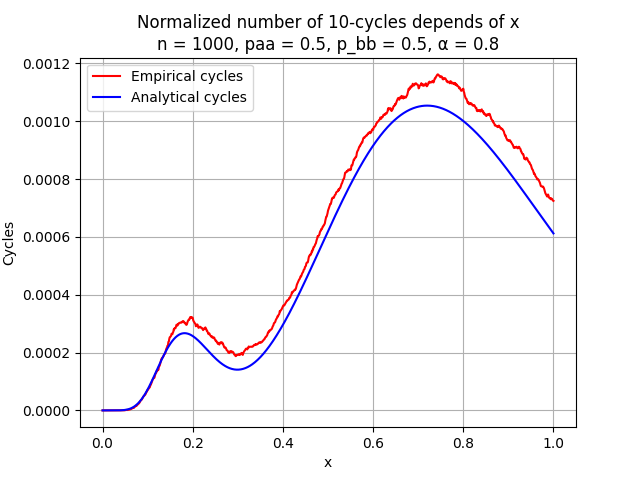 Normalized number of 10-cycles depends of x
n = 1000, paa = 0.5, p_bb = 0.5, α = 0.8
Empirical cycles
Analytical cycles
Cycles
0.0012
0.0010
0.0008
0.0006
0.0004
0.0002
0.0000
0.0 0.2 0.4 0.6 0.8 1.0
x